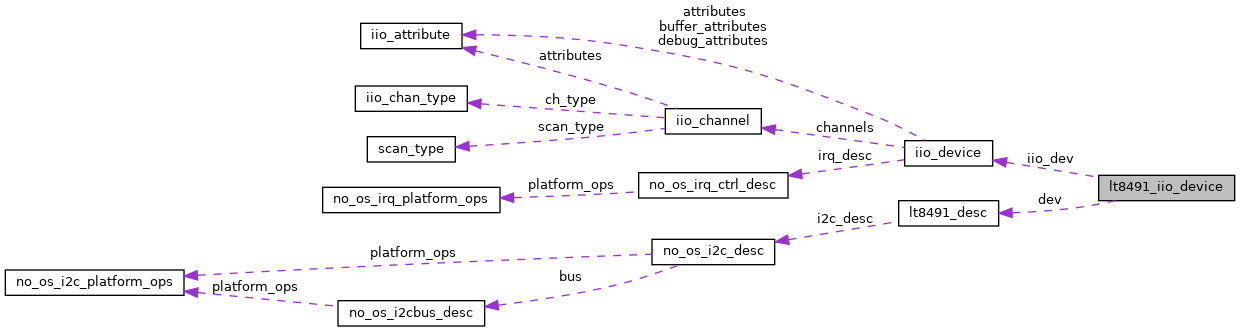 attributes
buffer_attributes
debug_attributes
iio_attribute
attributes
iio_chan_type
ch_type
iio_channel
scan_type
scan_type
channels
iio_device
iio_dev
irq_desc
no_os_irq_ctrl_desc
platform_ops
no_os_irq_platform_ops
lt8491_iio_device
dev
lt8491_desc
i2c_desc
no_os_i2c_desc
platform_ops
bus
no_os_i2c_platform_ops
platform_ops
no_os_i2cbus_desc